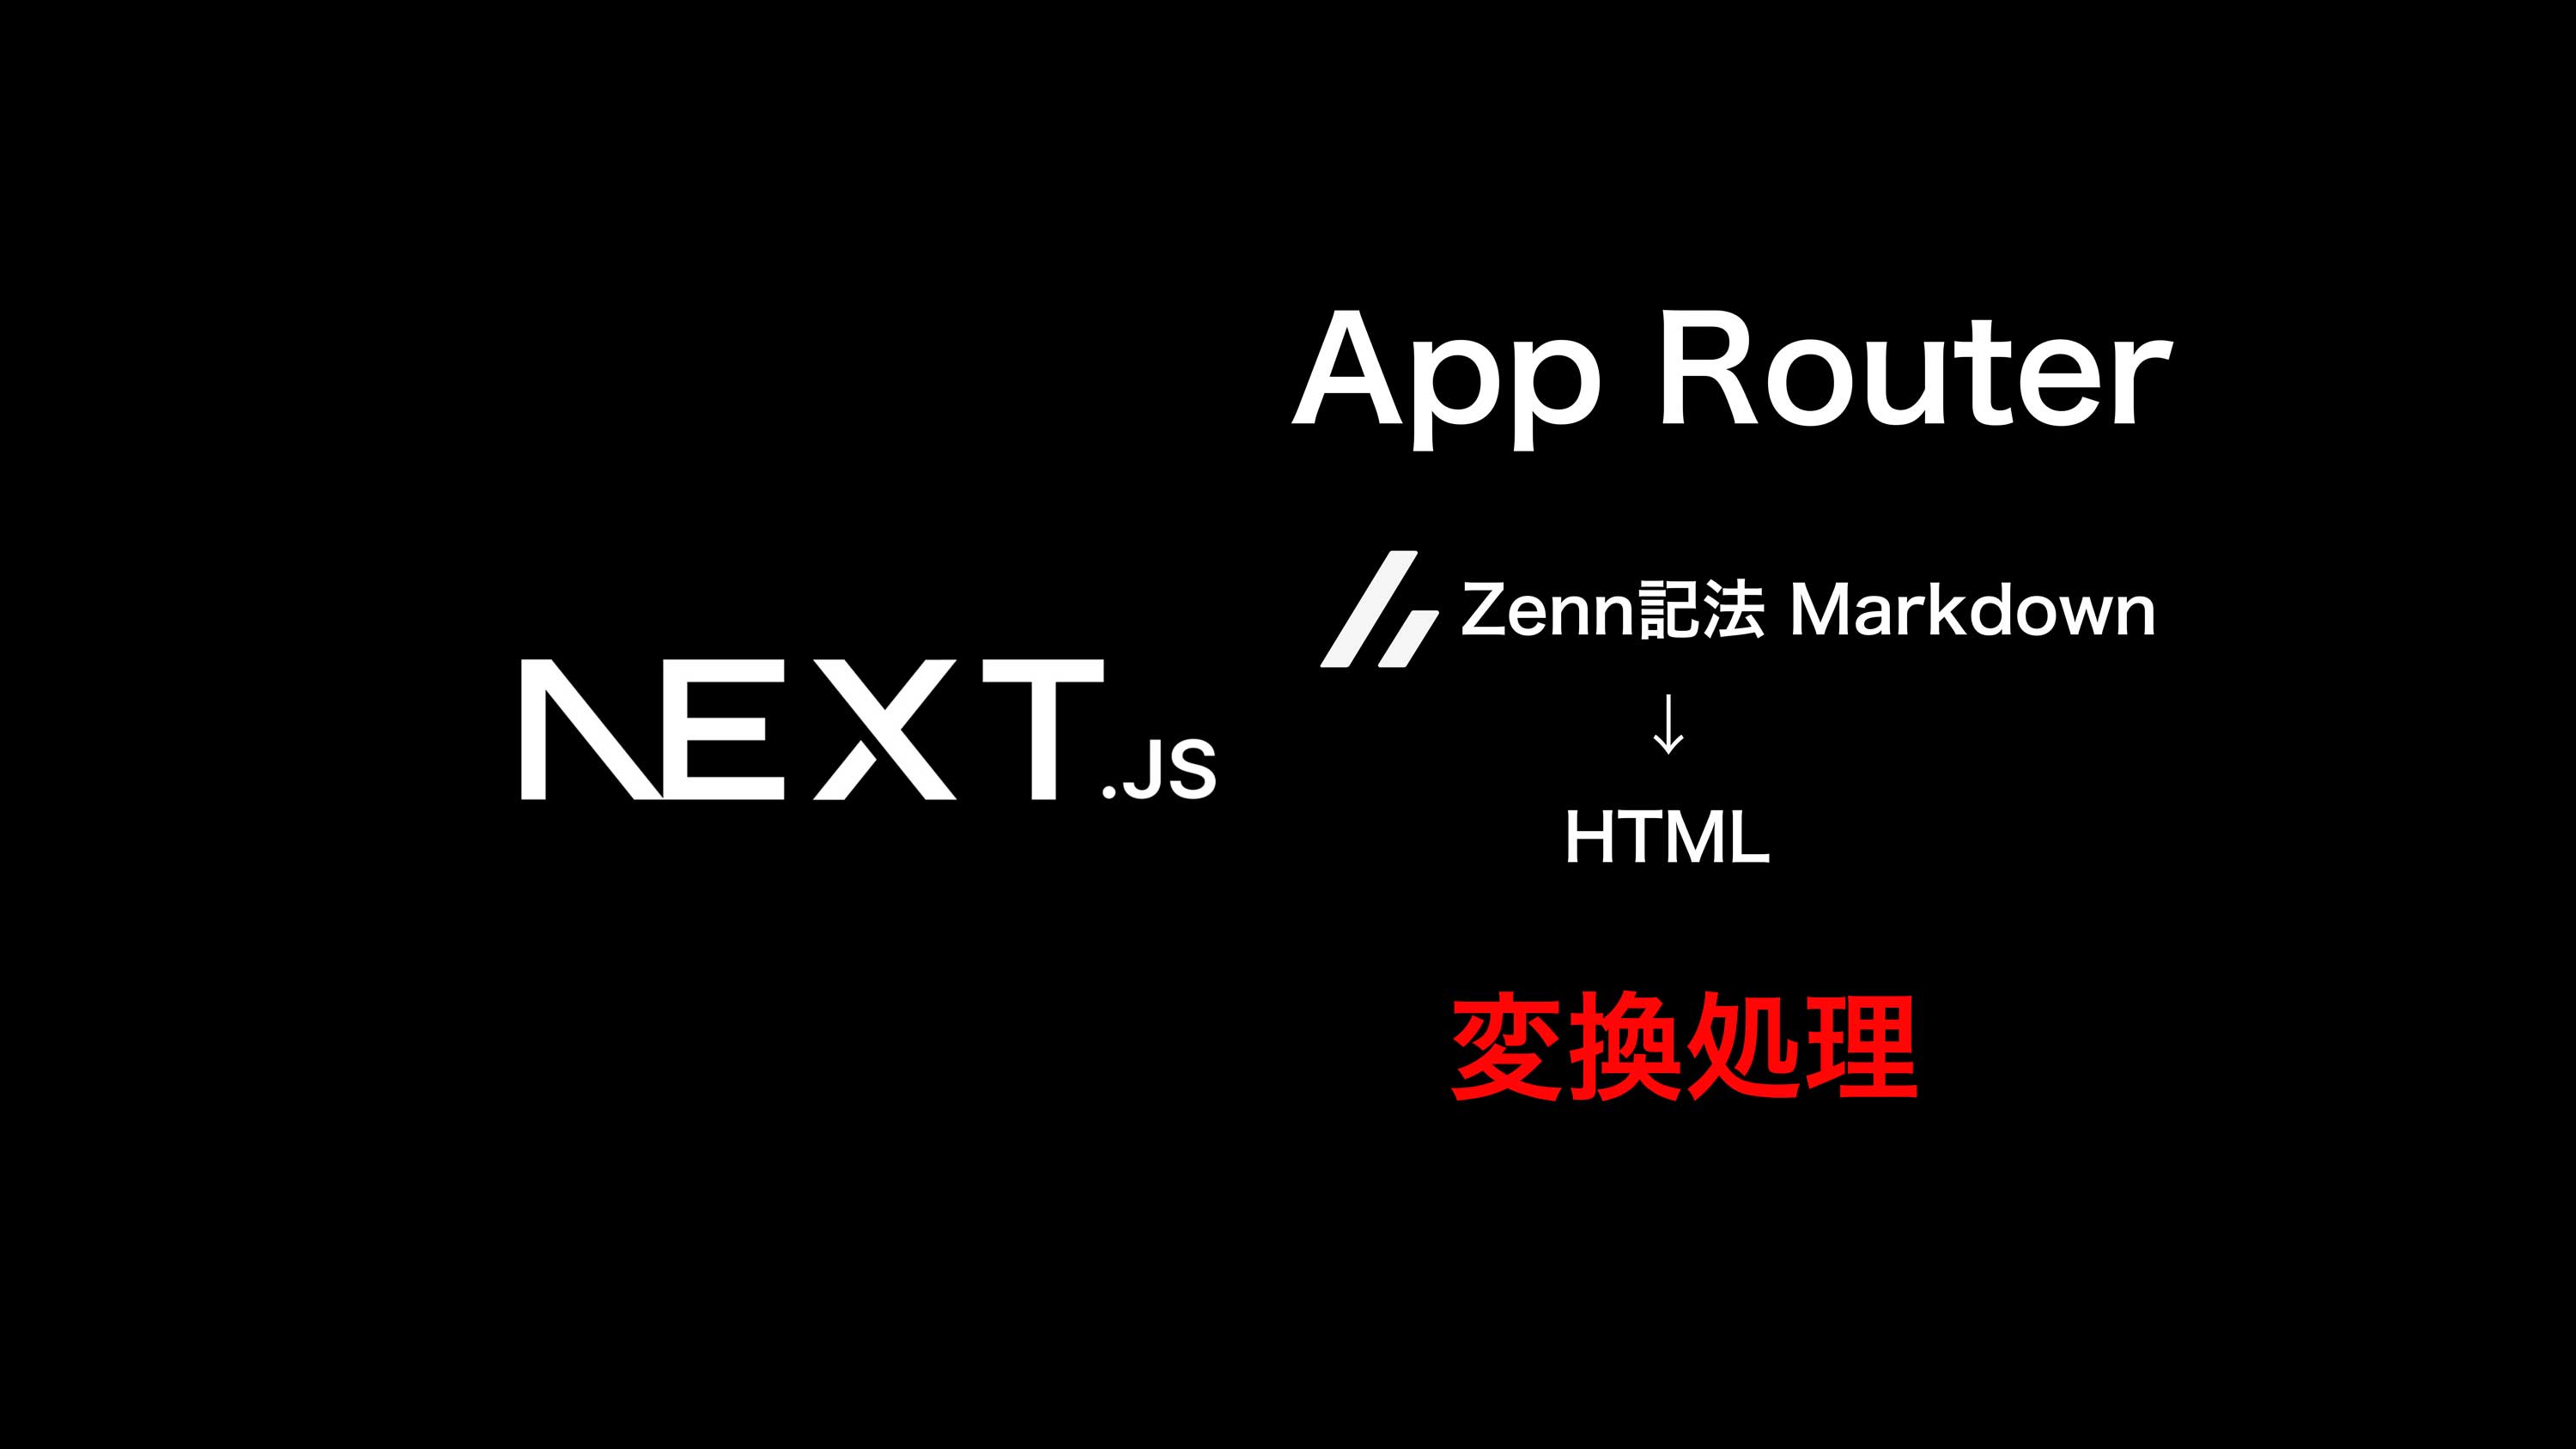 NEXT.JS
App Router
Zenn記法 Markdown
↓
HTML
変換処理